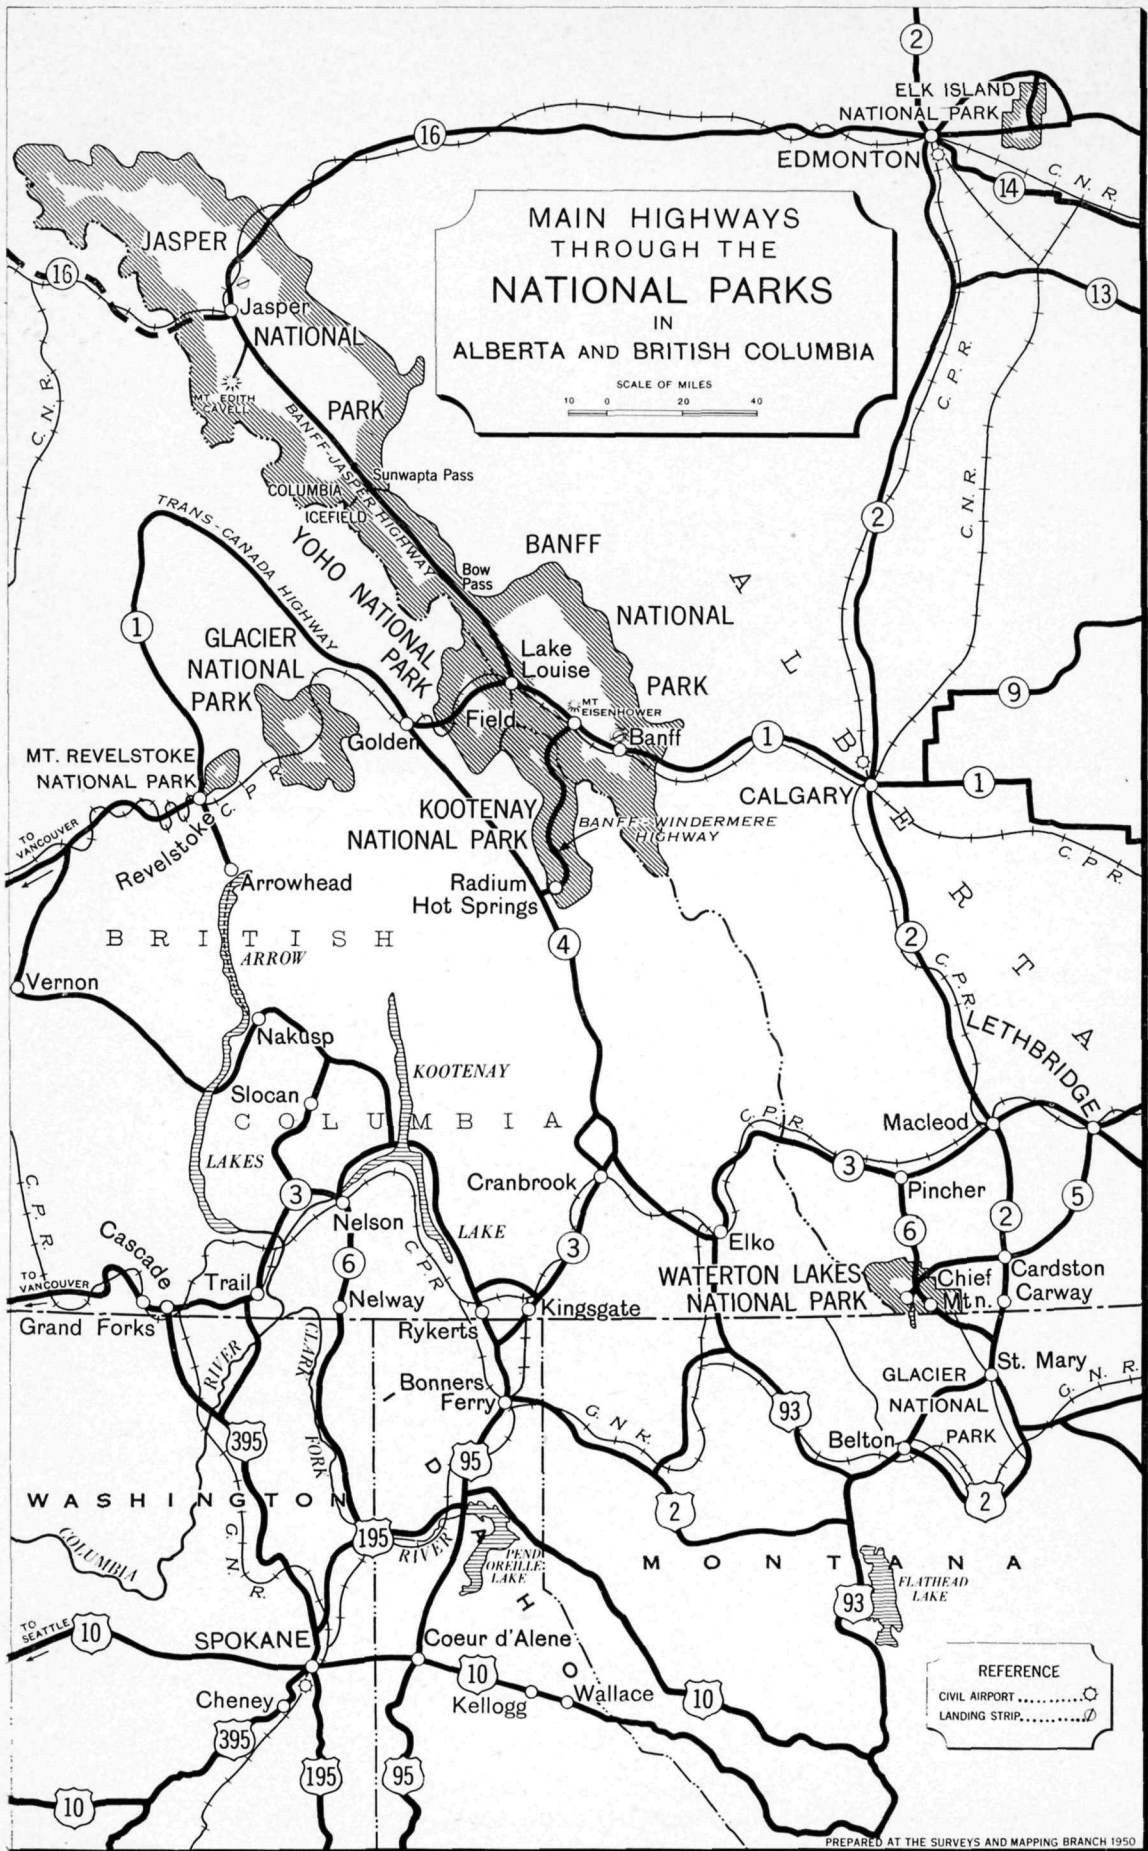 2
ELK ISLAND
NATIONAL PARK
16
EDMONTON
C. N. R.
14
MAIN HIGHWAYS
THROUGH THE
NATIONAL PARKS
IN
ALBERTA AND BRITISH COLUMBIA
SCALE OF MILES
10 0 20 40
JASPER
16
Jasper
NATIONAL
13
MT. EDITH
CAVELL
PARK
C. N. R.
BANFF-JASPER HIGHWAY
C. P. R.
Sunwapta Pass
COLUMBIA
ICEFIELD
C. N. R.
2
TRANS-CANADA HIGHWAY
YOHO NATIONAL
PARK
BANFF
Bow
Pass
NATIONAL
ALBERTA
1
GLACIER
NATIONAL
PARK
Lake
Louise
PARK
9
MT
EISENHOWER
Field
Golden
Banff
1
MT. REVELSTOKE
NATIONAL PARK
C. P. R.
CALGARY
1
KOOTENAY
NATIONAL PARK
BANFF-WINDERMERE
HIGHWAY
TO
VANCOUVER
Revelstoke
C. P. R.
Arrowhead
Radium
Hot Springs
BRITISH
4
2
ARROW
C. P. R.
Vernon
Nakusp
LETHBRIDGE
KOOTENAY
Slocan
COLUMBIA
C. P. R.
Macleod
LAKES
3
Cranbrook
3
Pincher
5
C. P. R.
Nelson
LAKE
6
2
Cascade
3
Elko
6
C. P. R.
Trail
WATERTON LAKES
NATIONAL PARK
Chief
Mtn.
Cardston
Carway
TO
VANCOUVER
Nelway
Kingsgate
Grand Forks
Rykerts
RIVER
CLARK
FORK
St. Mary
GLACIER
NATIONAL
PARK
G. N. R.
Bonners
Ferry
IDAHO
G. N. R.
93
395
Belton
95
WASHINGTON
2
2
195
RIVER
G. N. R.
COLUMBIA
PEND
OREILLE
LAKE
MONTANA
FLATHEAD
LAKE
93
TO
SEATTLE
10
SPOKANE
Coeur d'Alene
10
REFERENCE
CIVIL AIRPORT
LANDING STRIP
Cheney
Kellogg
Wallace
10
395
195
95
10
PREPARED AT THE SURVEYS AND MAPPING BRANCH 1950